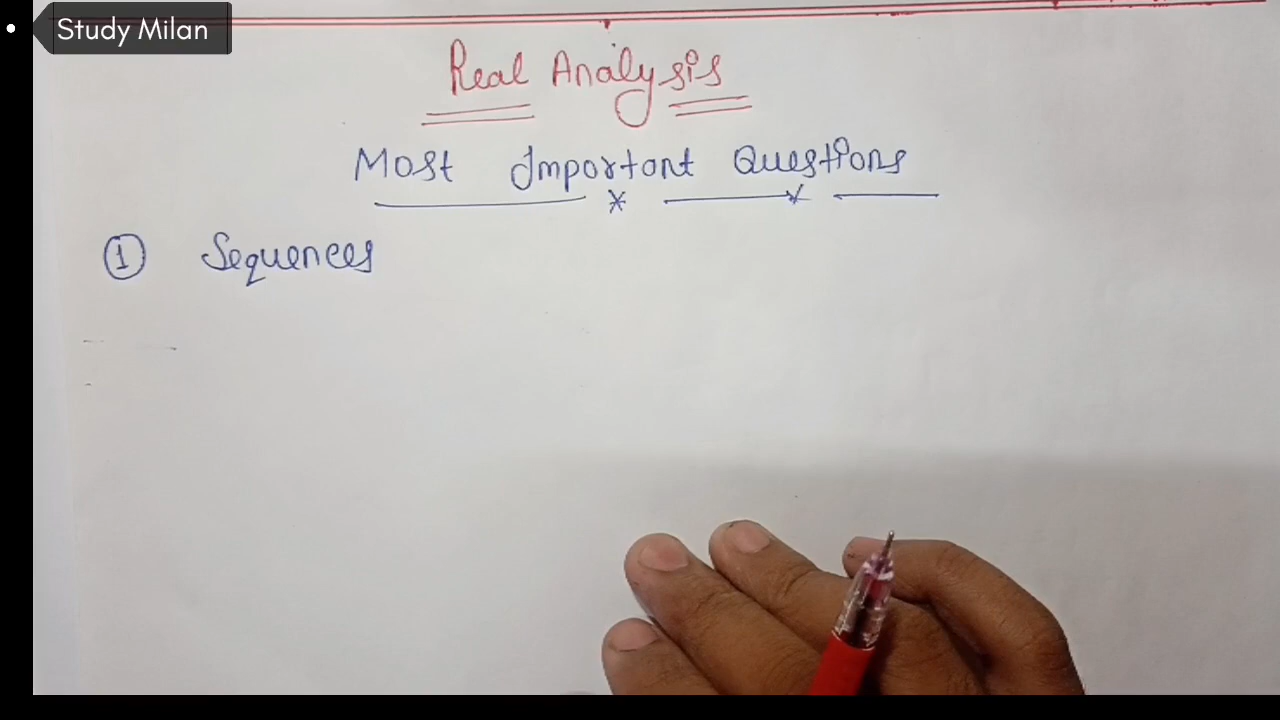 Study Milan
Real Analysis
Most Important Questions
① Sequences